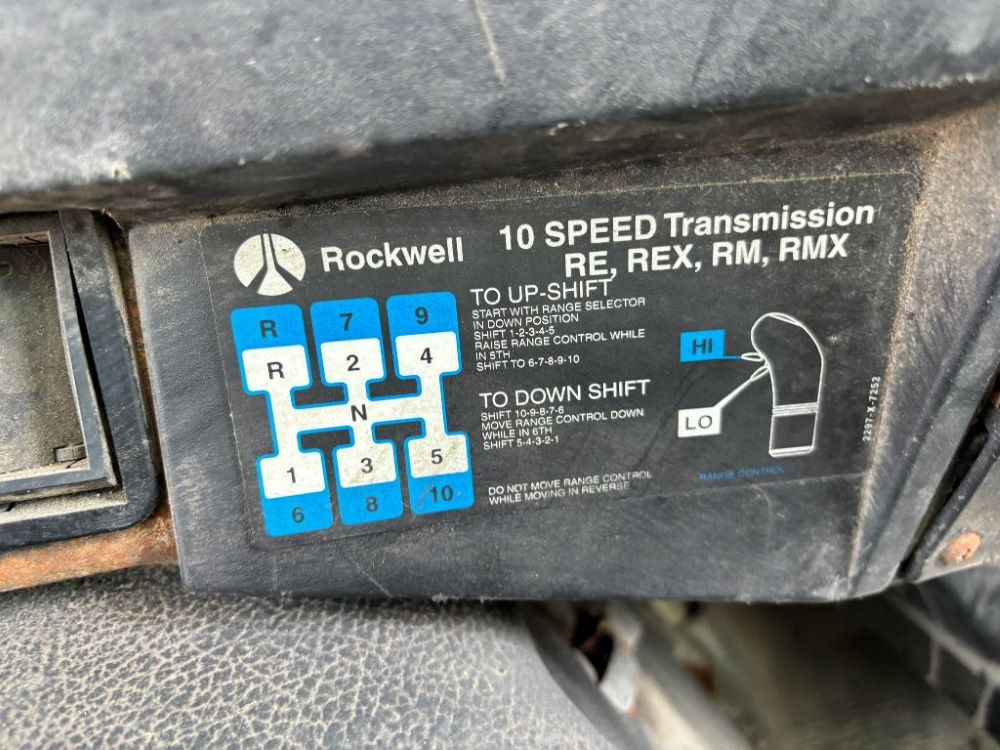 Rockwell
10 SPEED Transmission
RE, REX, RM, RMX
R 7 9
R 2 4
N
1 3 5
6 8 10
TO UP-SHIFT
START WITH RANGE SELECTOR
IN DOWN POSITION
SHIFT 1-2-3-4-5
RAISE RANGE CONTROL WHILE
IN 5TH
SHIFT TO 6-7-8-9-10
TO DOWN SHIFT
SHIFT 10-9-8-7-6
MOVE RANGE CONTROL DOWN
WHILE IN 6TH
SHIFT 5-4-3-2-1
DO NOT MOVE RANGE CONTROL
WHILE MOVING IN REVERSE
HI
LO
RANGE CONTROL
2297-X-7252